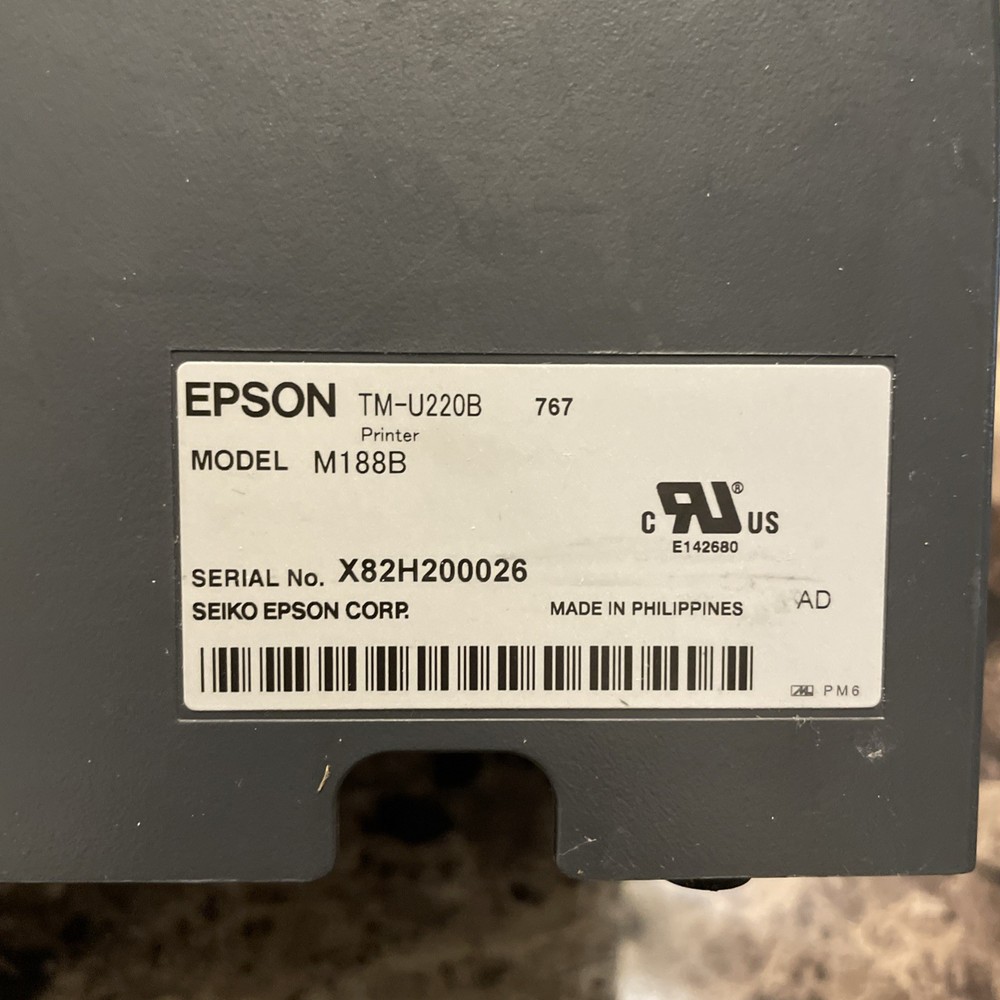 EPSON TM-U220B 767
Printer
MODEL M188B
C RU® US
E142680
SERIAL No. X82H200026
SEIKO EPSON CORP. MADE IN PHILIPPINES AD
PM6